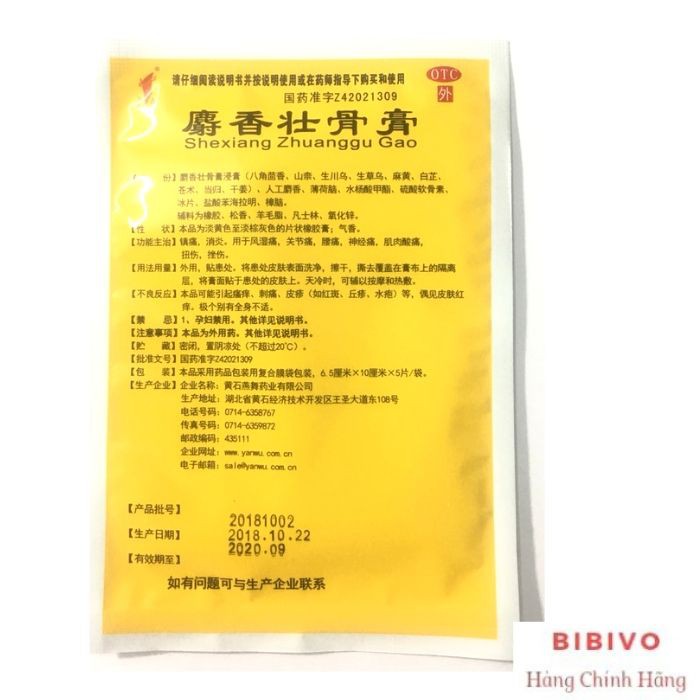 请仔细阅读说明书并按说明使用或在药师指导下购买和使用
OTC
外
国药准字Z42021309
麝香壮骨膏
Shexiang Zhuanggu Gao
份】麝香壮骨膏浸膏（八角茴香、山柰、生川乌、生草乌、麻黄、白芷、
苍术、当归、干姜）、人工麝香、薄荷脑、水杨酸甲酯、硫酸软骨素、
冰片、盐酸苯海拉明、樟脑。
辅料为橡胶、松香、羊毛脂、凡士林、氧化锌。
【性 状】本品为淡黄色至淡棕灰色的片状橡胶膏；气香。
【功能主治】镇痛，消炎。用于风湿痛，关节痛，腰痛，神经痛，肌肉酸痛，
扭伤，挫伤。
【用法用量】外用，贴患处。将患处皮肤表面洗净，擦干，撕去覆盖在膏布上的隔离
层，将膏面贴于患处的皮肤上。天冷时，可辅以按摩和热敷。
【不良反应】本品可能引起瘙痒、刺痛、皮疹（如红斑、丘疹、水疱）等，偶见皮肤红
痒。极个别有全身不适。
【禁 忌】1、孕妇禁用。其他详见说明书。
【注意事项】本品为外用药。其他详见说明书。
【贮 藏】密闭，置阴凉处（不超过20℃）。
【批准文号】国药准字Z42021309
【包 装】本品采用药品包装用复合膜袋包装，6.5厘米×10厘米×5片/袋。
【生产企业】企业名称：黄石燕舞药业有限公司
生产地址：湖北省黄石经济技术开发区王圣大道东108号
电话号码：0714-6358767
传真号码：0714-6359872
邮政编码：435111
企业网址：www.yanwu.com.cn
电子邮箱：sale@yanwu.com.cn
【产品批号】 20181002
【生产日期】 2018.10.22
【有效期至】 2020.09
如有问题可与生产企业联系
BIBIVO
Hàng Chính Hãng